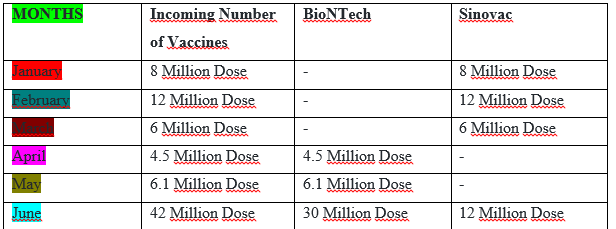 MONTHS Incoming Number BioNTech Sinovac
of Vaccines
January 8 Million Dose - 8 Million Dose
February 12 Million Dose - 12 Million Dose
6 Million Dose - 6 Million Dose
April 4.5 Million Dose 4.5 Million Dose -
May 6.1 Million Dose 6.1 Million Dose -
June 42 Million Dose 30 Million Dose 12 Million Dose